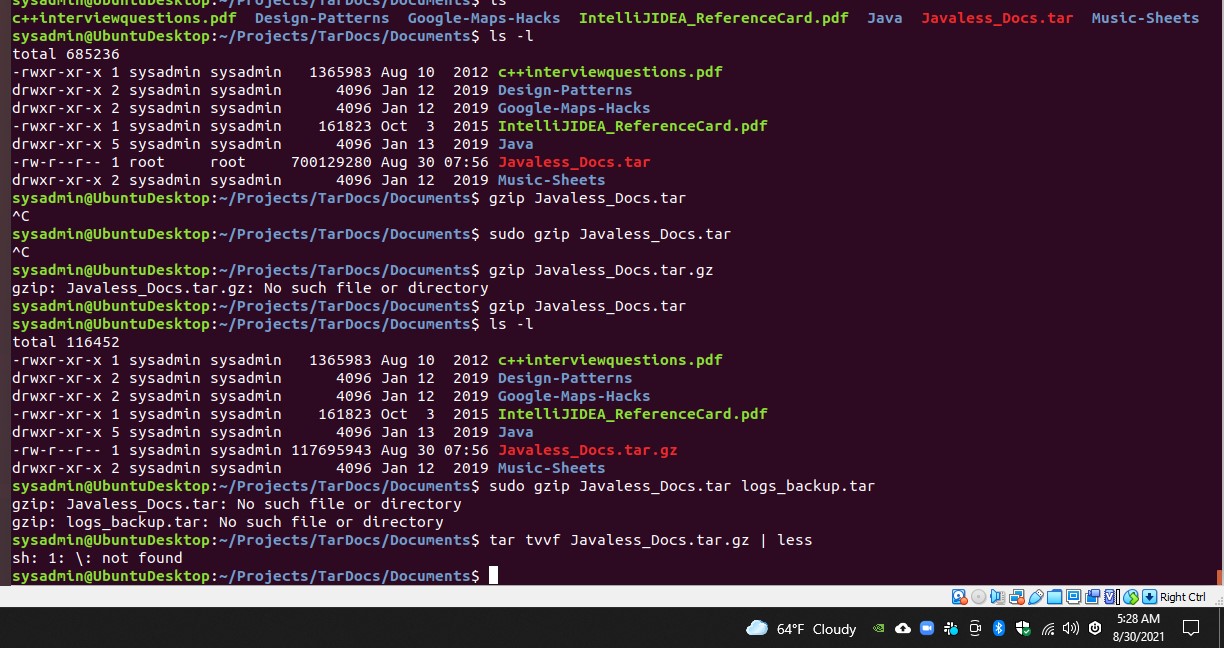 sysadmin@UbuntuDesktop:~/Projects/TarDocs/Documents$ ls
c++interviewquestions.pdf  Design-Patterns  Google-Maps-Hacks  IntelliJIDEA_ReferenceCard.pdf  Java  Javaless_Docs.tar  Music-Sheets
sysadmin@UbuntuDesktop:~/Projects/TarDocs/Documents$ ls -l
total 685236
-rwxr-xr-x 1 sysadmin sysadmin   1365983 Aug 10  2012 c++interviewquestions.pdf
drwxr-xr-x 2 sysadmin sysadmin      4096 Jan 12  2019 Design-Patterns
drwxr-xr-x 2 sysadmin sysadmin      4096 Jan 12  2019 Google-Maps-Hacks
-rwxr-xr-x 1 sysadmin sysadmin    161823 Oct  3  2015 IntelliJIDEA_ReferenceCard.pdf
drwxr-xr-x 5 sysadmin sysadmin      4096 Jan 13  2019 Java
-rw-r--r-- 1 root     root     700129280 Aug 30 07:56 Javaless_Docs.tar
drwxr-xr-x 2 sysadmin sysadmin      4096 Jan 12  2019 Music-Sheets
sysadmin@UbuntuDesktop:~/Projects/TarDocs/Documents$ gzip Javaless_Docs.tar
^C
sysadmin@UbuntuDesktop:~/Projects/TarDocs/Documents$ sudo gzip Javaless_Docs.tar
^C
sysadmin@UbuntuDesktop:~/Projects/TarDocs/Documents$ gzip Javaless_Docs.tar.gz
gzip: Javaless_Docs.tar.gz: No such file or directory
sysadmin@UbuntuDesktop:~/Projects/TarDocs/Documents$ gzip Javaless_Docs.tar
sysadmin@UbuntuDesktop:~/Projects/TarDocs/Documents$ ls -l
total 116452
-rwxr-xr-x 1 sysadmin sysadmin   1365983 Aug 10  2012 c++interviewquestions.pdf
drwxr-xr-x 2 sysadmin sysadmin      4096 Jan 12  2019 Design-Patterns
drwxr-xr-x 2 sysadmin sysadmin      4096 Jan 12  2019 Google-Maps-Hacks
-rwxr-xr-x 1 sysadmin sysadmin    161823 Oct  3  2015 IntelliJIDEA_ReferenceCard.pdf
drwxr-xr-x 5 sysadmin sysadmin      4096 Jan 13  2019 Java
-rw-r--r-- 1 sysadmin sysadmin 117695943 Aug 30 07:56 Javaless_Docs.tar.gz
drwxr-xr-x 2 sysadmin sysadmin      4096 Jan 12  2019 Music-Sheets
sysadmin@UbuntuDesktop:~/Projects/TarDocs/Documents$ sudo gzip Javaless_Docs.tar logs_backup.tar
gzip: Javaless_Docs.tar: No such file or directory
gzip: logs_backup.tar: No such file or directory
sysadmin@UbuntuDesktop:~/Projects/TarDocs/Documents$ tar tvvf Javaless_Docs.tar.gz | less
sh: 1: \: not found
sysadmin@UbuntuDesktop:~/Projects/TarDocs/Documents$
Right Ctrl
64°F Cloudy
5:28 AM
8/30/2021